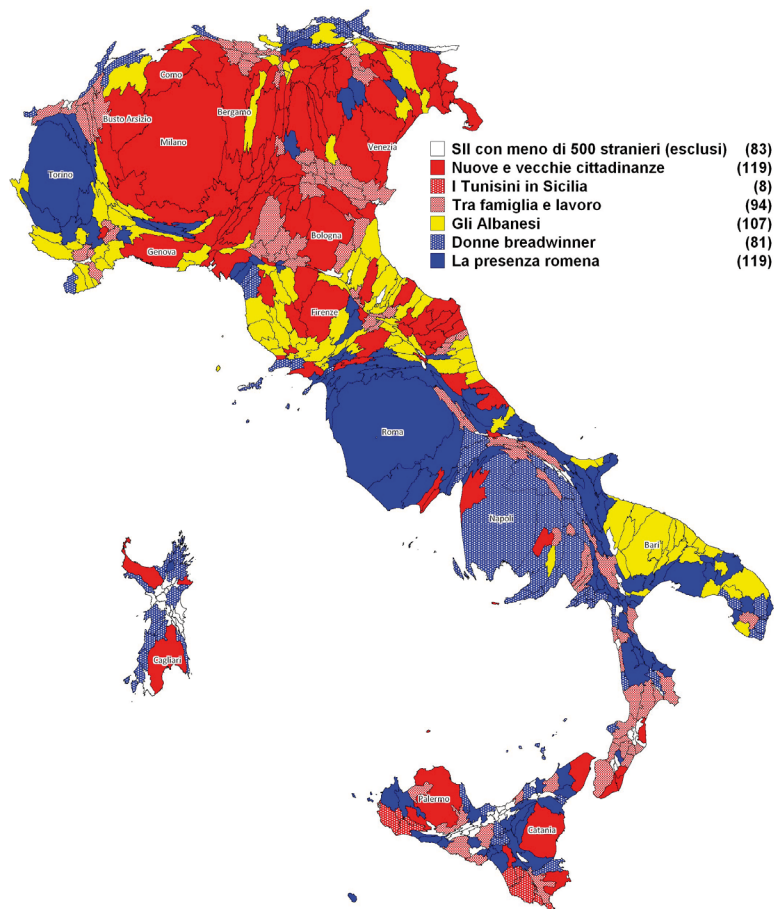 Como
Busto Arsizio
Bergamo
Milano
Venezia
Torino
Bologna
Genova
Firenze
Roma
Napoli
Bari
Cagliari
Palermo
Catania
SII con meno di 500 stranieri (esclusi) (83)
Nuove e vecchie cittadinanze (119)
I Tunisini in Sicilia (8)
Tra famiglia e lavoro (94)
Gli Albanesi (107)
Donne breadwinner (81)
La presenza romena (119)